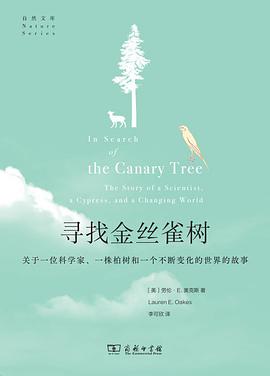 自然文库
Nature
Series
In Search
of
the Canary Tree
The Story of a Scientist,
a Cypress, and a Changing World
寻找金丝雀树
关于一位科学家、一株柏树和一个不断变化的世界的故事
[美] 劳伦·E. 奥克斯 著
Lauren E. Oakes
李可欣 译
商务印书馆
The Commercial Press